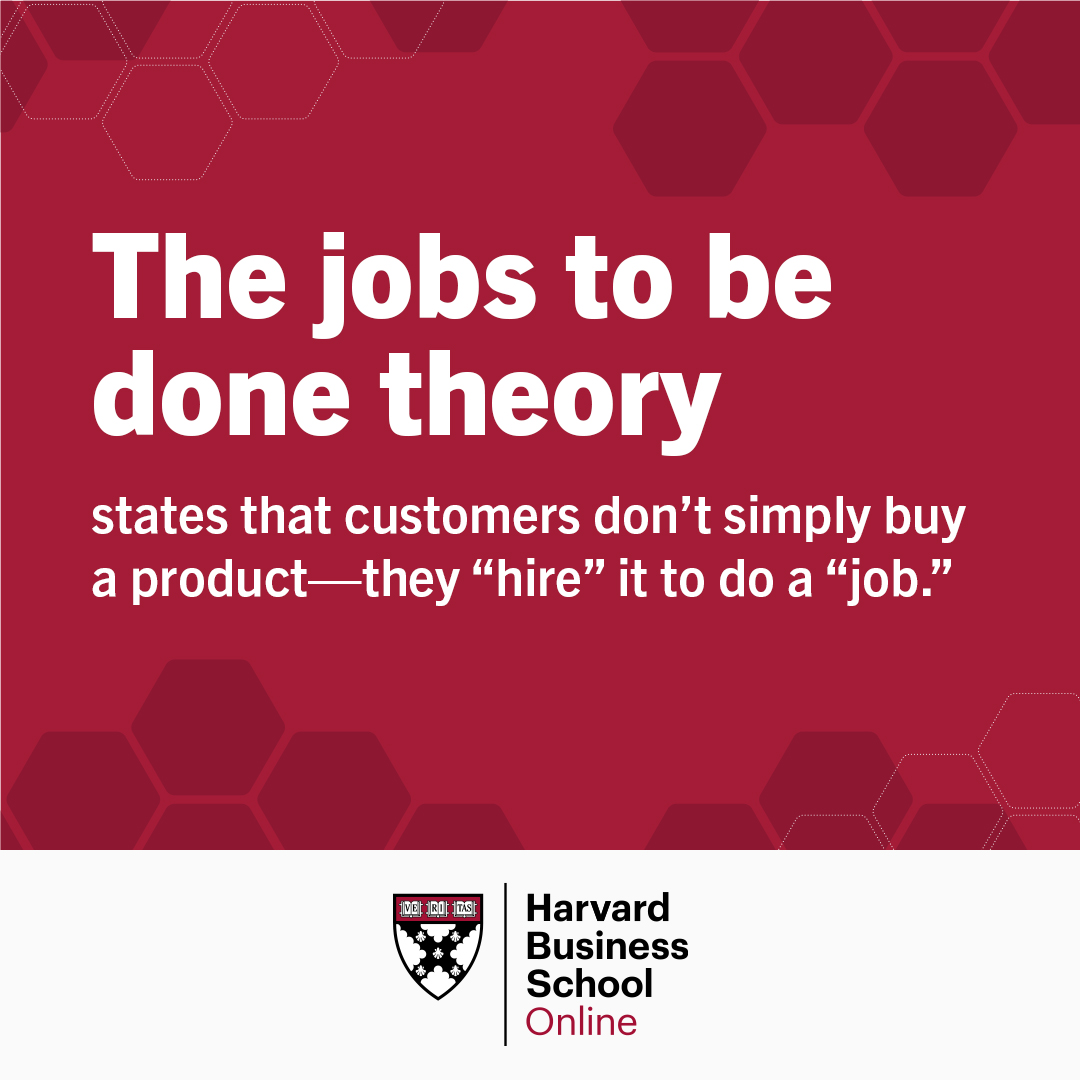 The jobs to be
done theory
states that customers don’t simply buy
a product—they “hire” it to do a “job.”
VE RI TAS
Harvard
Business
School
Online